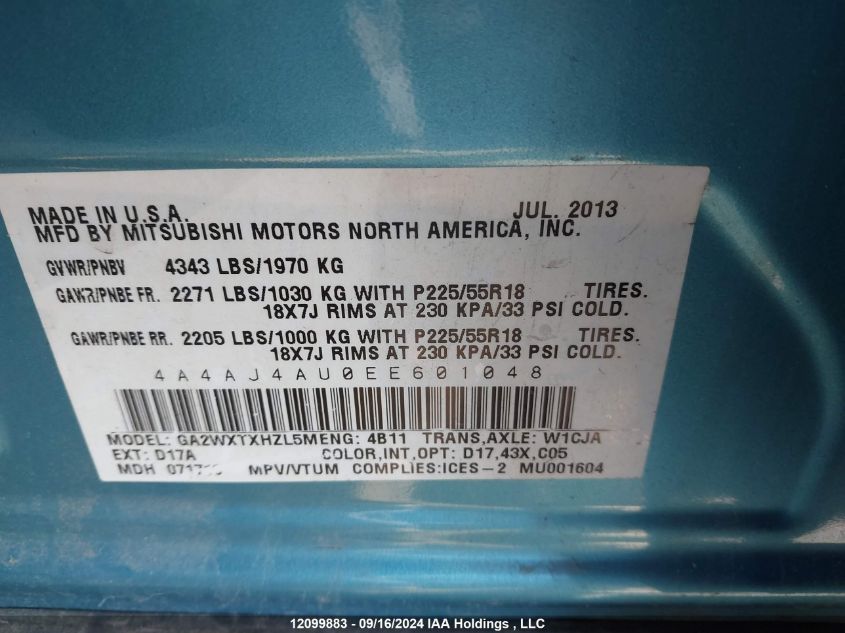 MADE IN U.S.A. JUL. 2013
MFD BY MITSUBISHI MOTORS NORTH AMERICA, INC.
GVWR/PNBV 4343 LBS/1970 KG
GAWR/PNBE FR. 2271 LBS/1030 KG WITH P225/55R18 TIRES.
18X7J RIMS AT 230 KPA/33 PSI COLD.
GAWR/PNBE RR. 2205 LBS/1000 KG WITH P225/55R18 TIRES.
18X7J RIMS AT 230 KPA/33 PSI COLD.
4A4AJ4AU0EE601048
MODEL: GA2WXTXHZL5M ENG: 4B11 TRANS,AXLE: W1CJA
EXT: D17A COLOR,INT,OPT: D17,43X,C05
MDH MPV/VTUM COMPLIES:ICES-2 MU001604
12099883 - 09/16/2024 IAA Holdings , LLC